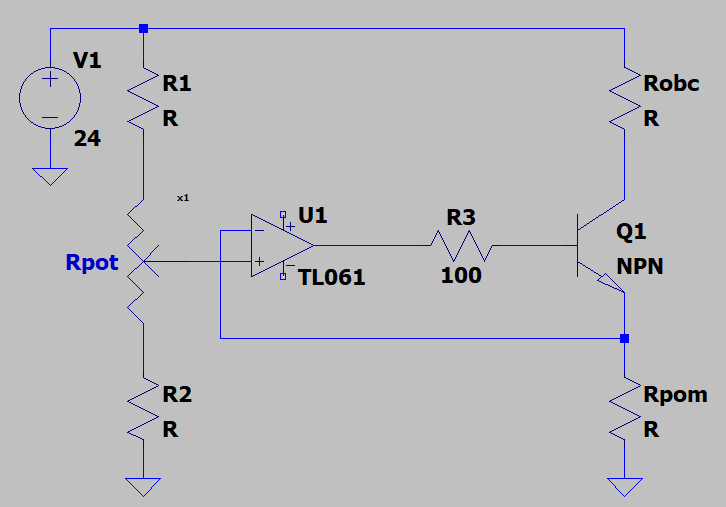 V1
24
R1
R
Robc
R
x1
Rpot
U1
TL061
R3
100
Q1
NPN
R2
R
Rpom
R